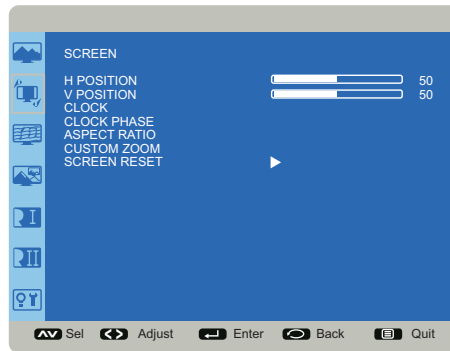 SCREEN
H POSITION 50
V POSITION 50
CLOCK
CLOCK PHASE
ASPECT RATIO
CUSTOM ZOOM
SCREEN RESET
I
II
Sel Adjust Enter Back Quit